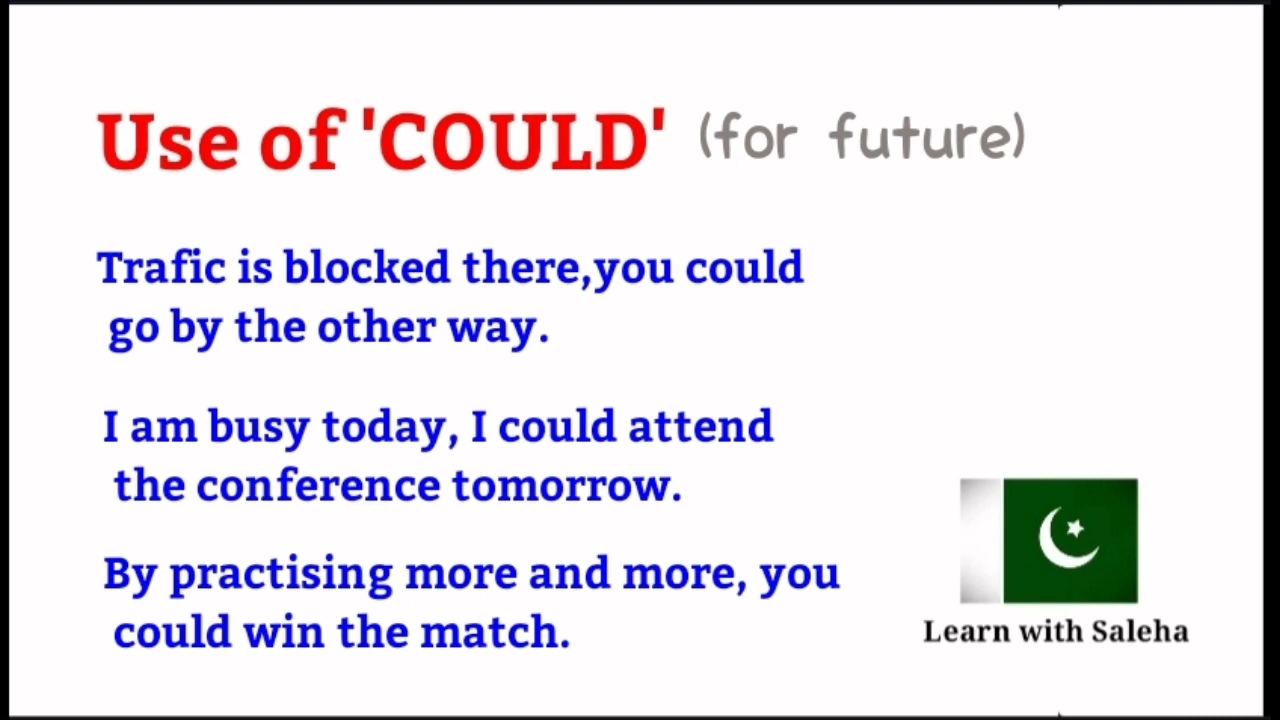 Use of 'COULD' (for future)
Trafic is blocked there,you could
go by the other way.
I am busy today, I could attend
the conference tomorrow.
By practising more and more, you
could win the match.
Learn with Saleha